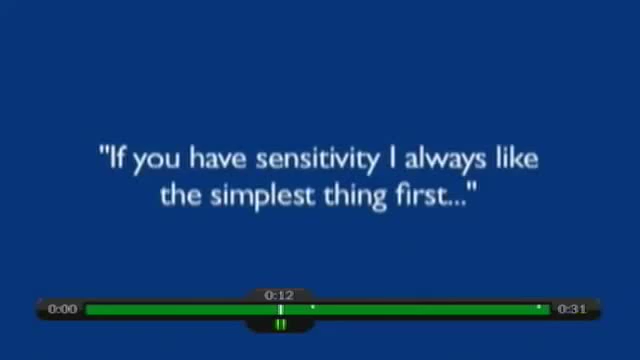 "If you have sensitivity I always like
the simplest thing first..."
0:12
0:00
0:31